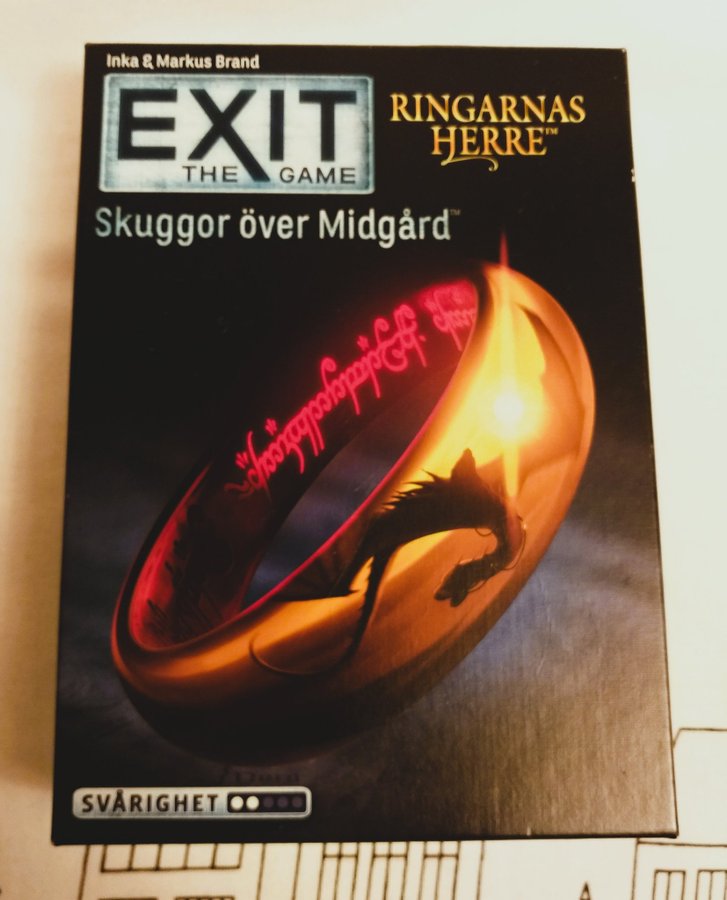 Inka & Markus Brand
EXIT
THE GAME
RINGARNAS
HERRE™
Skuggor över Midgård™
SVÅRIGHET